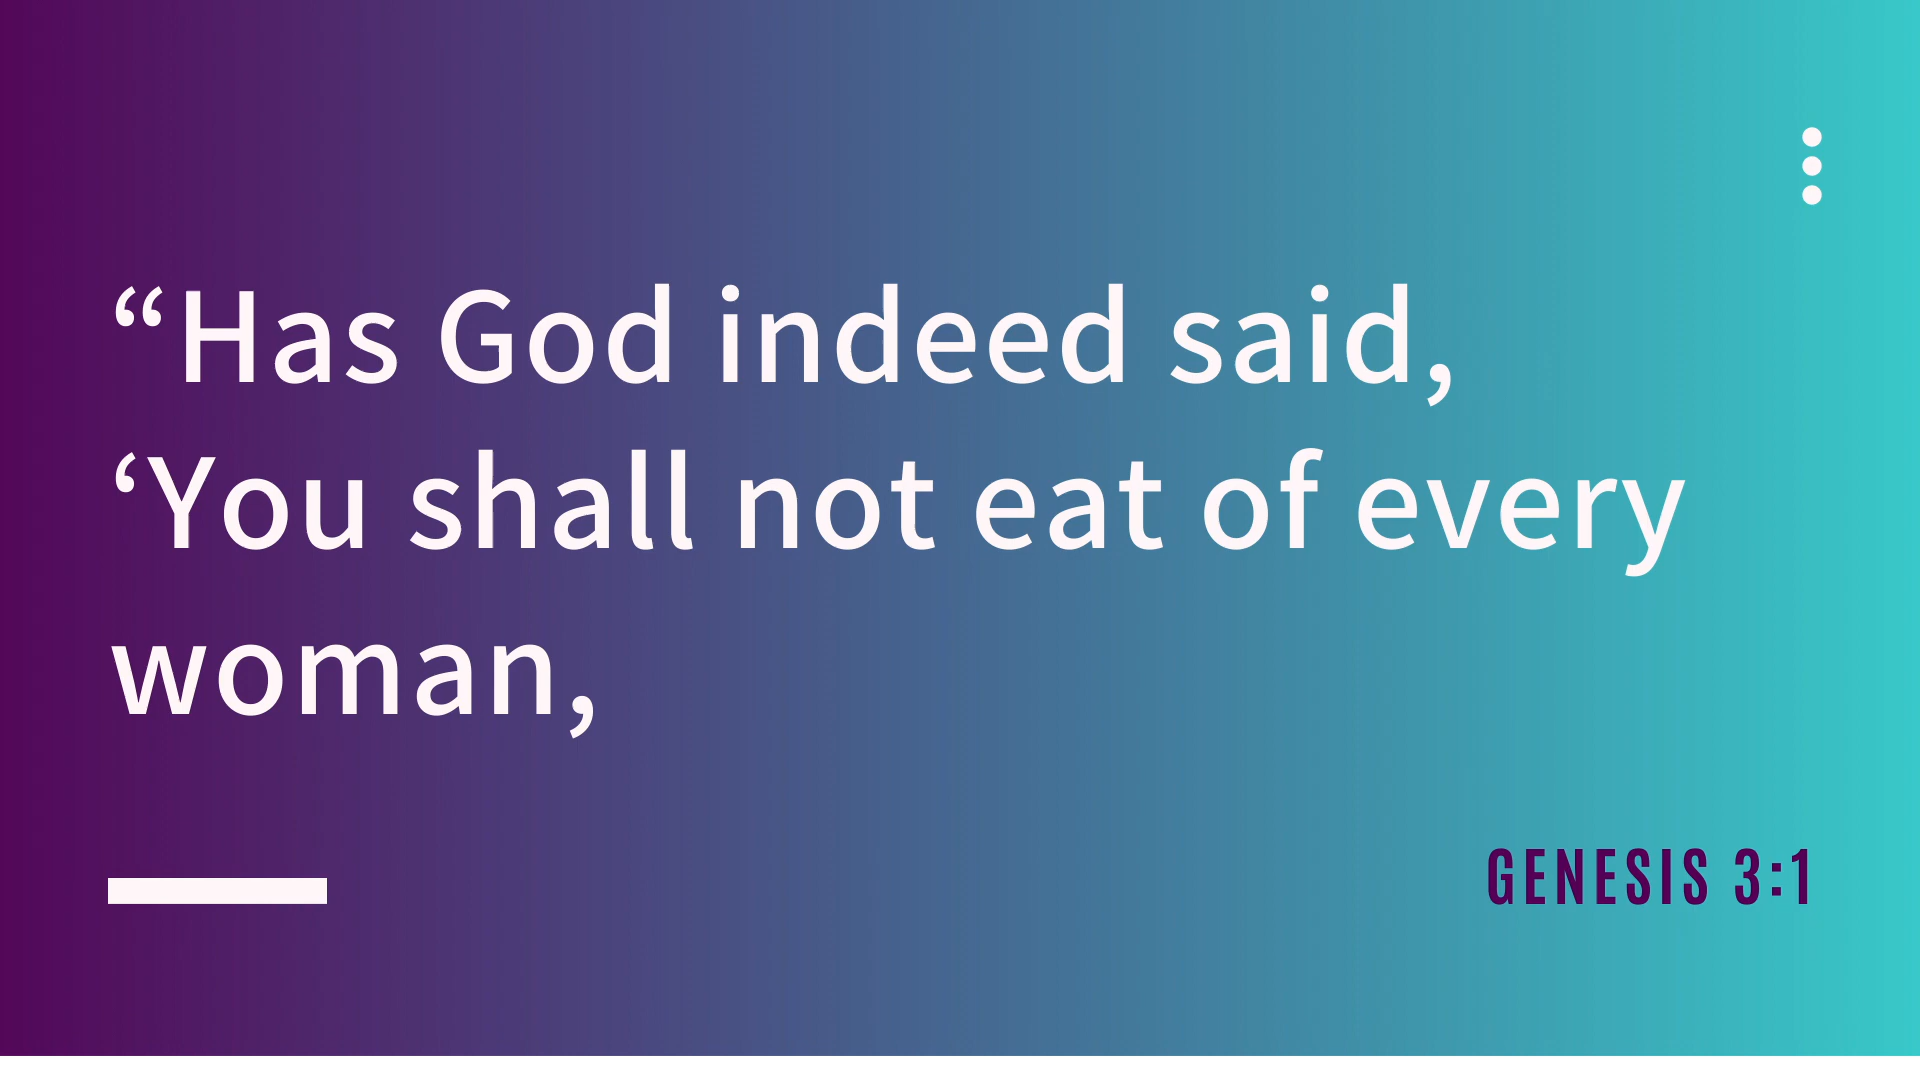 “Has God indeed said,
‘You shall not eat of every
woman,
GENESIS 3:1